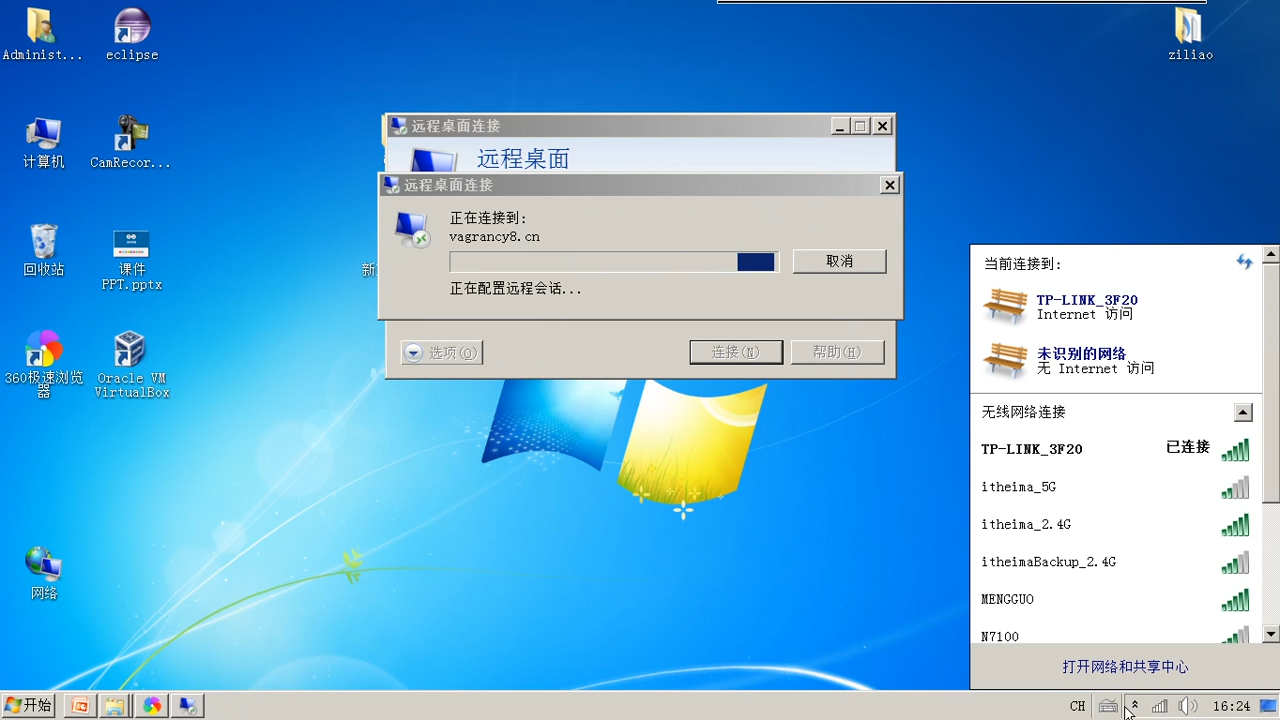 Administ...
eclipse
ziliao
计算机
CamRecor...
回收站
课件
PPT.pptx
360极速浏览
器
Oracle VM
VirtualBox
网络
新
远程桌面连接
远程桌面
远程桌面连接
正在连接到:
vagrancy8.cn
取消
正在配置远程会话...
选项(O)
连接(N)
帮助(H)
当前连接到:
TP-LINK_3F20
Internet 访问
未识别的网络
无 Internet 访问
无线网络连接
TP-LINK_3F20 已连接
itheima_5G
itheima_2.4G
itheimaBackup_2.4G
MENGGUO
N7100
打开网络和共享中心
开始
CH
16:24